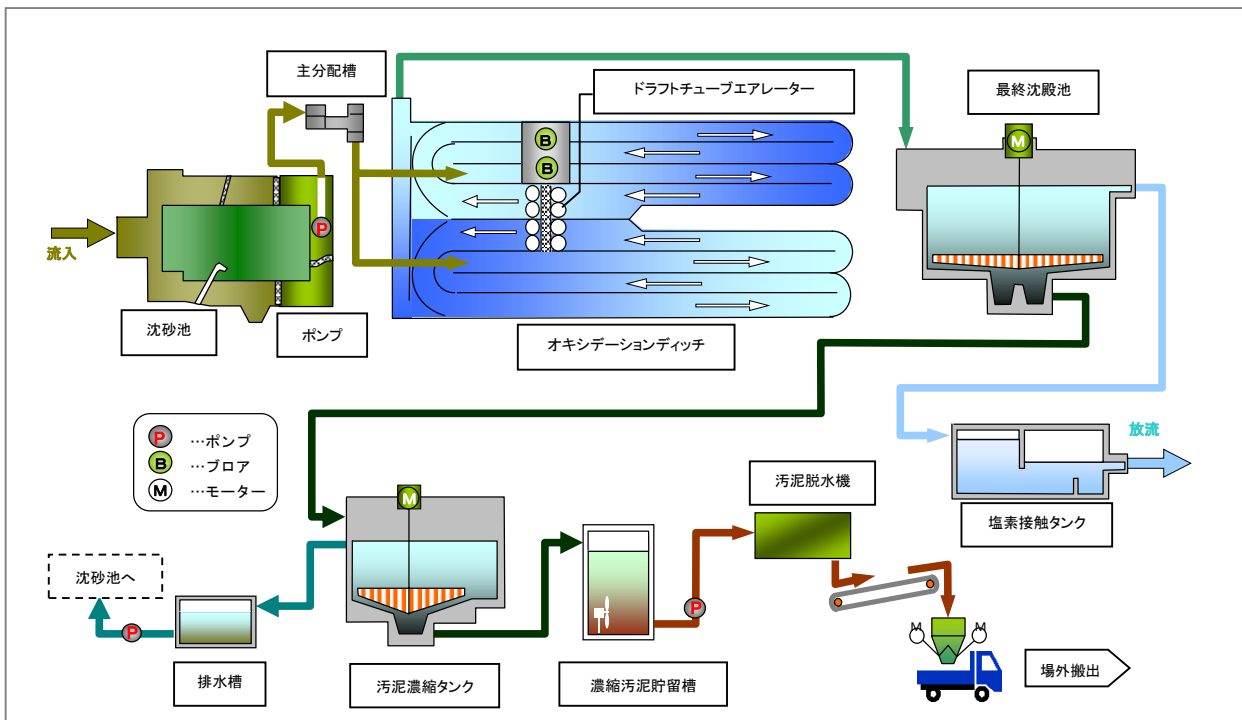 主分配槽
ドラフトチューブエアレーター
最終沈殿池
M
B
B
P
流入
沈砂池
ポンプ
オキシデーションディッチ
P …ポンプ
B …ブロア
M …モーター
放流
塩素接触タンク
汚泥脱水機
M
沈砂池へ
P
P
M
M
排水槽
汚泥濃縮タンク
濃縮汚泥貯留槽
場外搬出